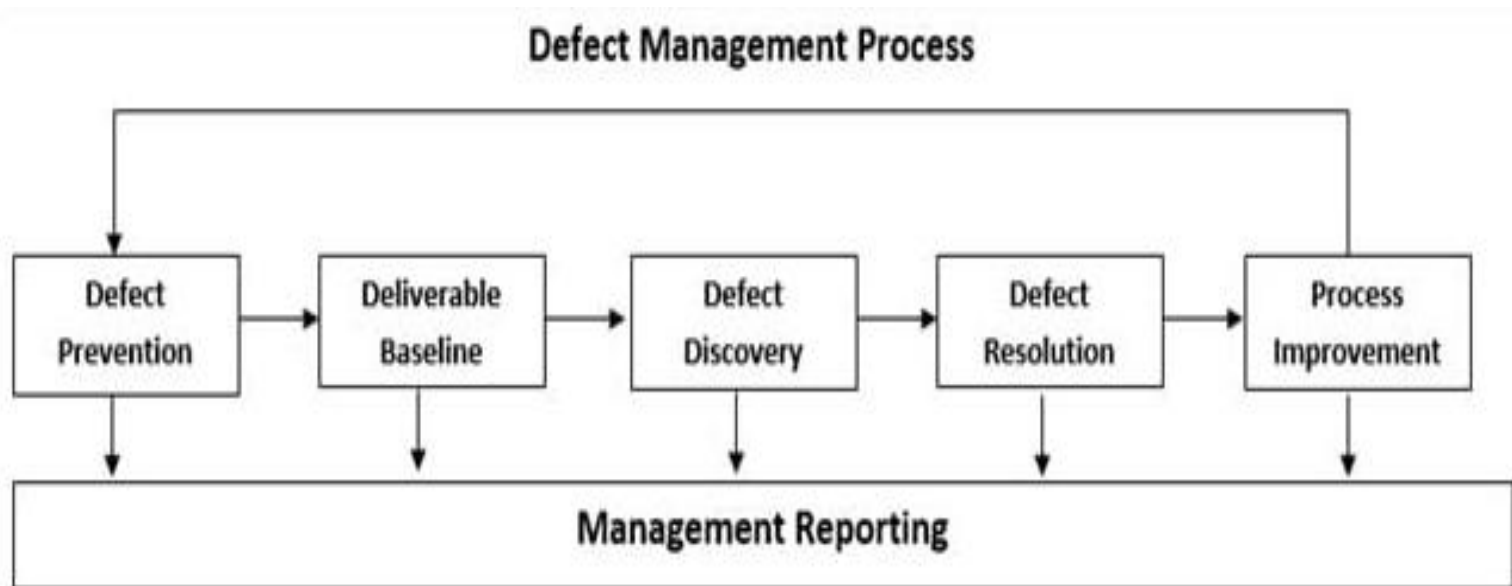 Defect Management Process
Defect
Prevention
Deliverable
Baseline
Defect
Discovery
Defect
Resolution
Process
Improvement
Management Reporting